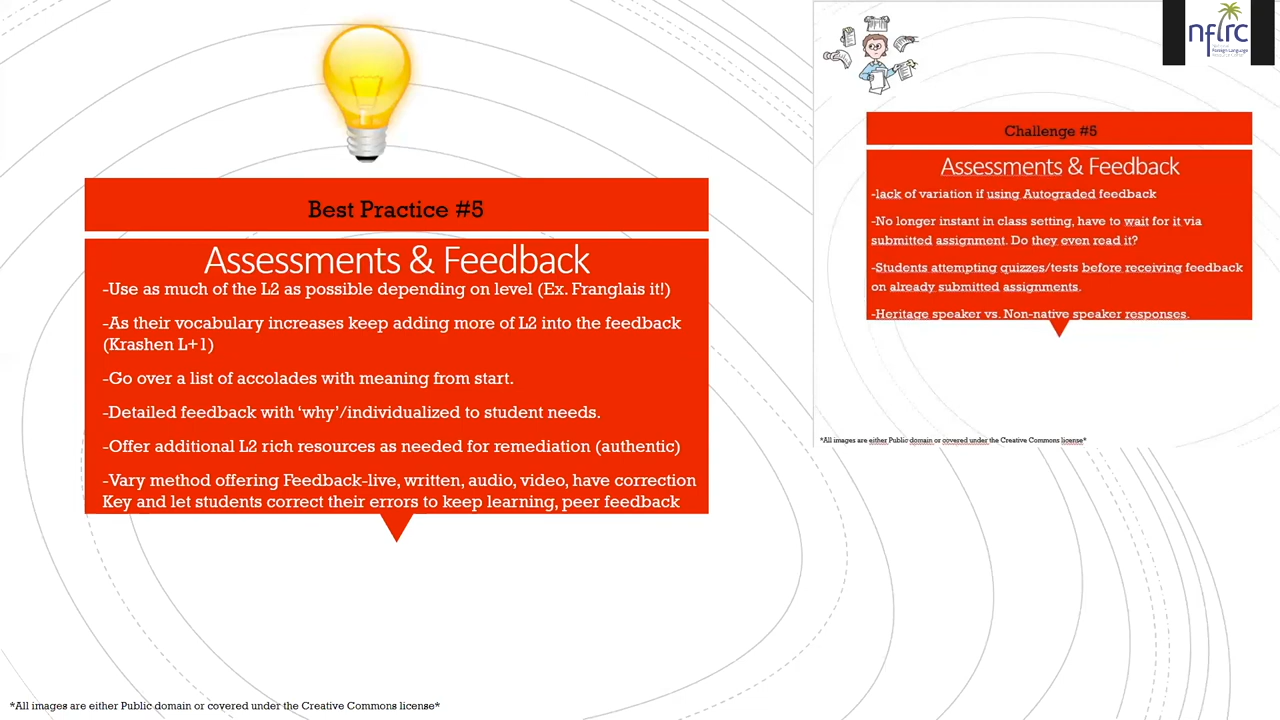 Best Practice #5
Assessments & Feedback
-Use as much of the L2 as possible depending on level (Ex. Franglais it!)
-As their vocabulary increases keep adding more of L2 into the feedback
(Krashen L+1)
-Go over a list of accolades with meaning from start.
-Detailed feedback with ‘why’/individualized to student needs.
-Offer additional L2 rich resources as needed for remediation (authentic)
-Vary method offering Feedback-live, written, audio, video, have correction
Key and let students correct their errors to keep learning, peer feedback
*All images are either Public domain or covered under the Creative Commons license*
nflrc
Foreign Language
Challenge #5
Assessments & Feedback
-lack of variation if using Autograded feedback
-No longer instant in class setting, have to wait for it via
submitted assignment. Do they even read it?
-Students attempting quizzes/tests before receiving feedback
on already submitted assignments.
-Heritage speaker vs. Non-native speaker responses.
*All images are either Public domain or covered under the Creative Commons license*